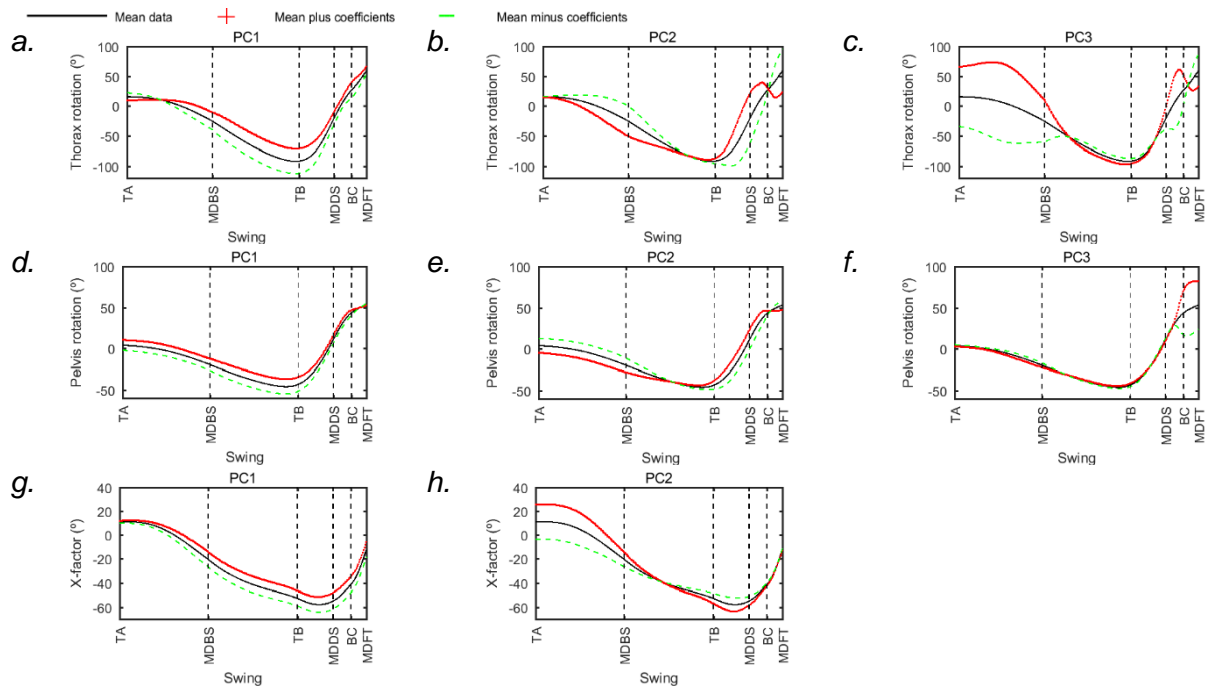 Mean data Mean plus coefficients Mean minus coefficients
a. PC1
Thorax rotation (º)
100
50
0
-50
-100
TA MDBS TB MDDS BC MDFT
Swing
b. PC2
Thorax rotation (º)
100
50
0
-50
-100
TA MDBS TB MDDS BC MDFT
Swing
c. PC3
Thorax rotation (º)
100
50
0
-50
-100
TA MDBS TB MDDS BC MDFT
Swing
d. PC1
Pelvis rotation (º)
100
50
0
-50
TA MDBS TB MDDS BC MDFT
Swing
e. PC2
Pelvis rotation (º)
100
50
0
-50
TA MDBS TB MDDS BC MDFT
Swing
f. PC3
Pelvis rotation (º)
100
50
0
-50
TA MDBS TB MDDS BC MDFT
Swing
g. PC1
X-factor (º)
40
20
0
-20
-40
-60
TA MDBS TB MDDS BC MDFT
Swing
h. PC2
X-factor (º)
40
20
0
-20
-40
-60
TA MDBS TB MDDS BC MDFT
Swing